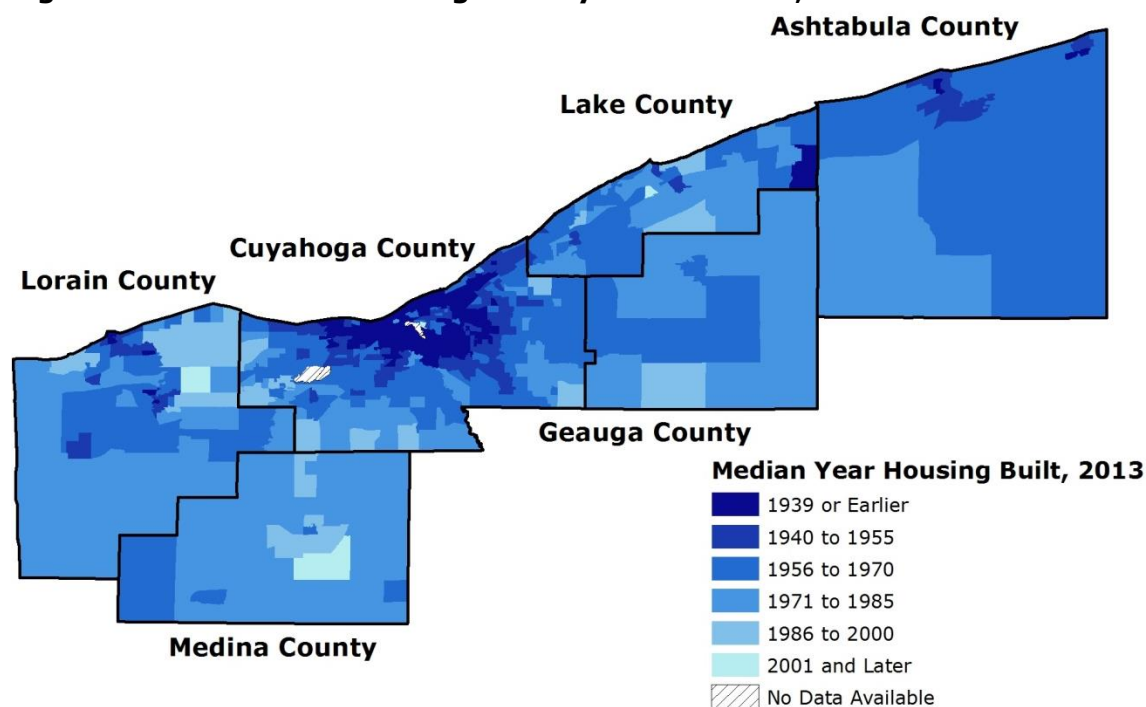 Ashtabula County
Lake County
Cuyahoga County
Lorain County
Geauga County
Medina County
Median Year Housing Built, 2013
1939 or Earlier
1940 to 1955
1956 to 1970
1971 to 1985
1986 to 2000
2001 and Later
No Data Available